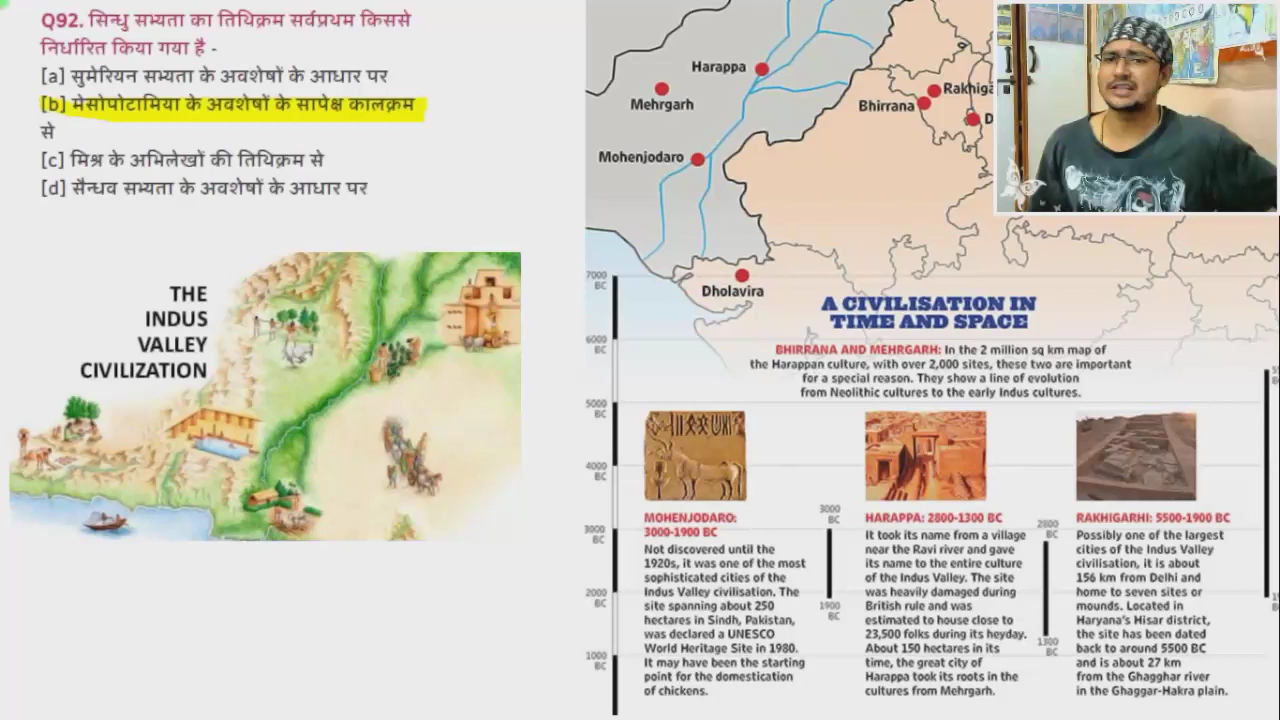 Q92. सिन्धु सभ्यता का तिथिक्रम सर्वप्रथम किससे
निर्धारित किया गया है -
[a] सुमेरियन सभ्यता के अवशेषों के आधार पर
[b] मेसोपोटामिया के अवशेषों के सापेक्ष कालक्रम
से
[c] मिश्र के अभिलेखों की तिथिक्रम से
[d] सैन्धव सभ्यता के अवशेषों के आधार पर
THE
INDUS
VALLEY
CIVILIZATION
Harappa
Mehrgarh
Rakhiga
Bhirrana
D
Mohenjodaro
Dholavira
7000
BC
6000
BC
5000
BC
4000
BC
3000
BC
2000
BC
1000
BC
A CIVILISATION IN
TIME AND SPACE
BHIRRANA AND MEHRGARH: In the 2 million sq km map of
the Harappan culture, with over 2,000 sites, these two are important
for a special reason. They show a line of evolution
from Neolithic cultures to the early Indus cultures.
MOHENJODARO:
3000-1900 BC
Not discovered until the
1920s, it was one of the most
sophisticated cities of the
Indus Valley civilisation. The
site spanning about 250
hectares in Sindh, Pakistan,
was declared a UNESCO
World Heritage Site in 1980.
It may have been the starting
point for the domestication
of chickens.
3000
BC
1900
BC
HARAPPA: 2800-1300 BC
It took its name from a village
near the Ravi river and gave
its name to the entire culture
of the Indus Valley. The site
was heavily damaged during
British rule and was
estimated to house close to
23,500 folks during its heyday.
About 150 hectares in its
time, the great city of
Harappa took its roots in the
cultures from Mehrgarh.
2800
BC
1300
BC
RAKHIGARHI: 5500-1900 BC
Possibly one of the largest
cities of the Indus Valley
civilisation, it is about
156 km from Delhi and
home to seven sites or
mounds. Located in
Haryana's Hisar district,
the site has been dated
back to around 5500 BC
and is about 27 km
from the Ghagghar river
in the Ghaggar-Hakra plain.